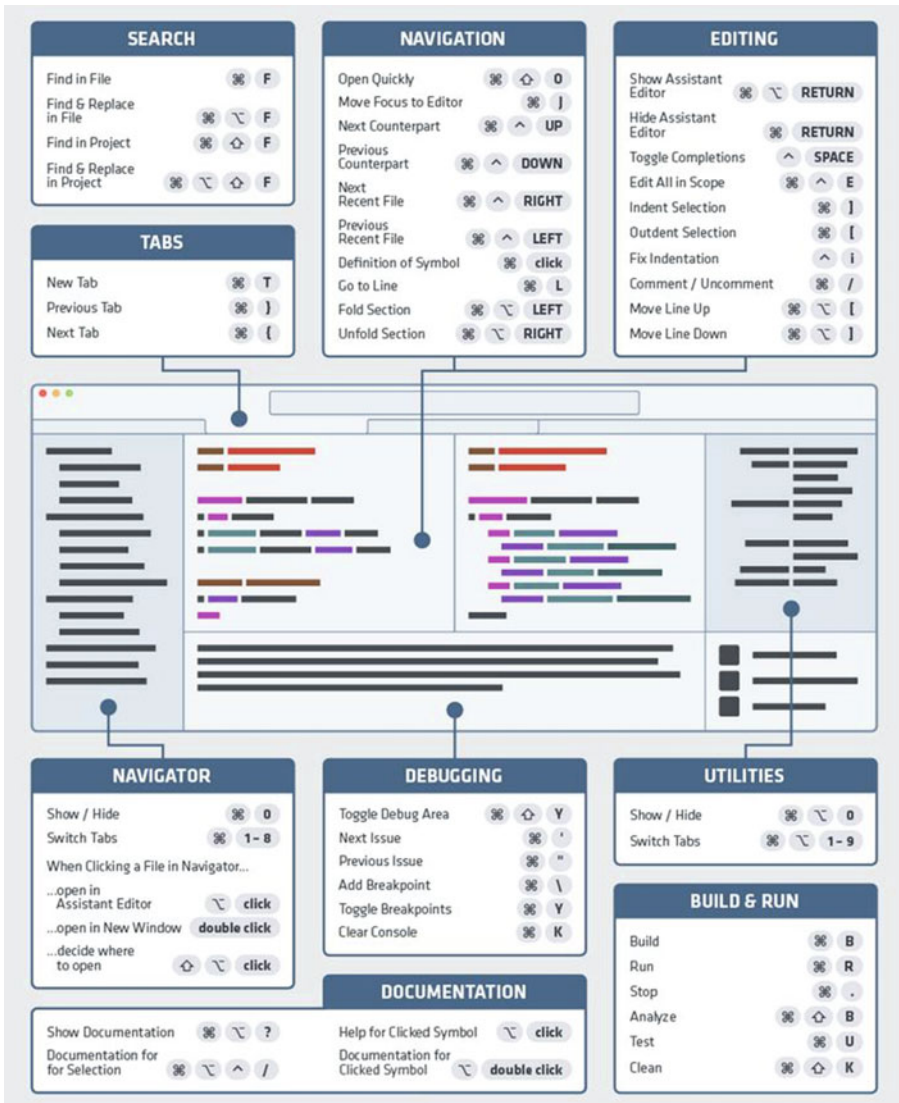 SEARCH
Find in File ⌘ F
Find & Replace
in File ⌘ ⌥ F
Find in Project ⌘ ⇧ F
Find & Replace
in Project ⌘ ⌥ ⇧ F
TABS
New Tab ⌘ T
Previous Tab ⌘ }
Next Tab ⌘ {
NAVIGATION
Open Quickly ⌘ ⇧ O
Move Focus to Editor ⌘ J
Next Counterpart ⌘ ^ UP
Previous
Counterpart ⌘ ^ DOWN
Next
Recent File ⌘ ^ RIGHT
Previous
Recent File ⌘ ^ LEFT
Definition of Symbol ⌘ click
Go to Line ⌘ L
Fold Section ⌘ ⌥ LEFT
Unfold Section ⌘ ⌥ RIGHT
EDITING
Show Assistant
Editor ⌘ ⌥ RETURN
Hide Assistant
Editor ⌘ RETURN
Toggle Completions ^ SPACE
Edit All in Scope ⌘ ^ E
Indent Selection ⌘ ]
Outdent Selection ⌘ [
Fix Indentation ^ i
Comment / Uncomment ⌘ /
Move Line Up ⌘ ⌥ [
Move Line Down ⌘ ⌥ ]
NAVIGATOR
Show / Hide ⌘ 0
Switch Tabs ⌘ 1 - 8
When Clicking a File in Navigator...
...open in
Assistant Editor ⌥ click
...open in New Window double click
...decide where
to open ⇧ ⌥ click
DEBUGGING
Toggle Debug Area ⌘ ⇧ Y
Next Issue ⌘ '
Previous Issue ⌘ "
Add Breakpoint ⌘ \
Toggle Breakpoints ⌘ Y
Clear Console ⌘ K
UTILITIES
Show / Hide ⌘ ⌥ 0
Switch Tabs ⌘ ⌥ 1 - 9
BUILD & RUN
Build ⌘ B
Run ⌘ R
Stop ⌘ .
Analyze ⌘ ⇧ B
Test ⌘ U
Clean ⌘ ⇧ K
DOCUMENTATION
Show Documentation ⌘ ⌥ ?
Documentation for
for Selection ⌘ ⌥ ^ /
Help for Clicked Symbol ⌥ click
Documentation for
Clicked Symbol ⌥ double click